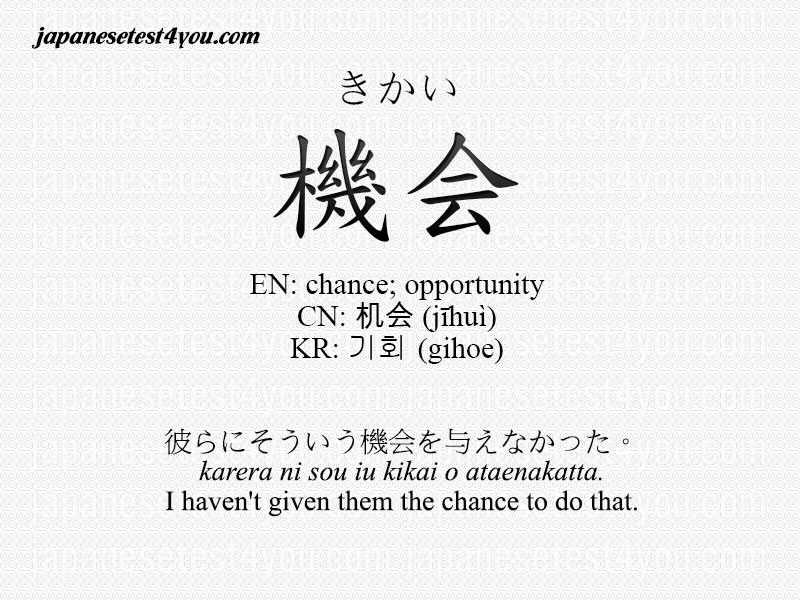 japanesetest4you.com
きかい
機会
EN: chance; opportunity
CN: 机会 (jīhuì)
KR: 기회 (gihoe)
彼らにそういう機会を与えなかった。
karera ni sou iu kikai o ataenakatta.
I haven't given them the chance to do that.